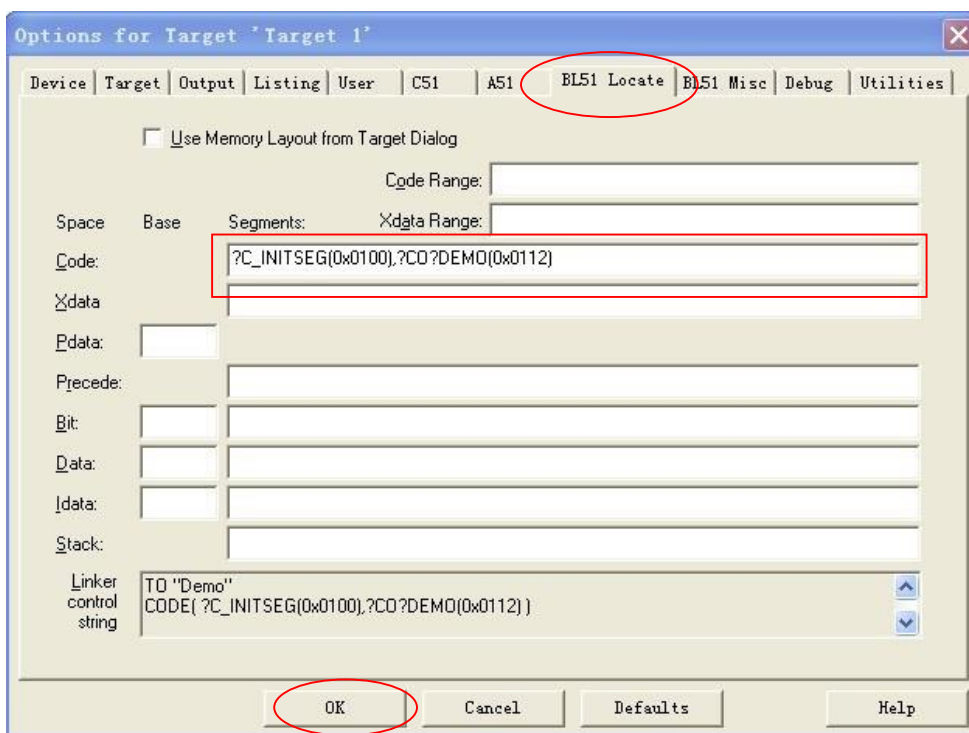 Options for Target 'Target 1'
Device Target Output Listing User C51 A51 BL51 Locate BL51 Misc Debug Utilities
Use Memory Layout from Target Dialog
Code Range:
Space Base Segments: Xdata Range:
Code: ?C_INITSEG(0x0100),?CO?DEMO(0x0112)
Xdata
Pdata:
Precede:
Bit:
Data:
Idata:
Stack:
Linker control string
TO "Demo"
CODE( ?C_INITSEG(0x0100),?CO?DEMO(0x0112) )
OK Cancel Defaults Help